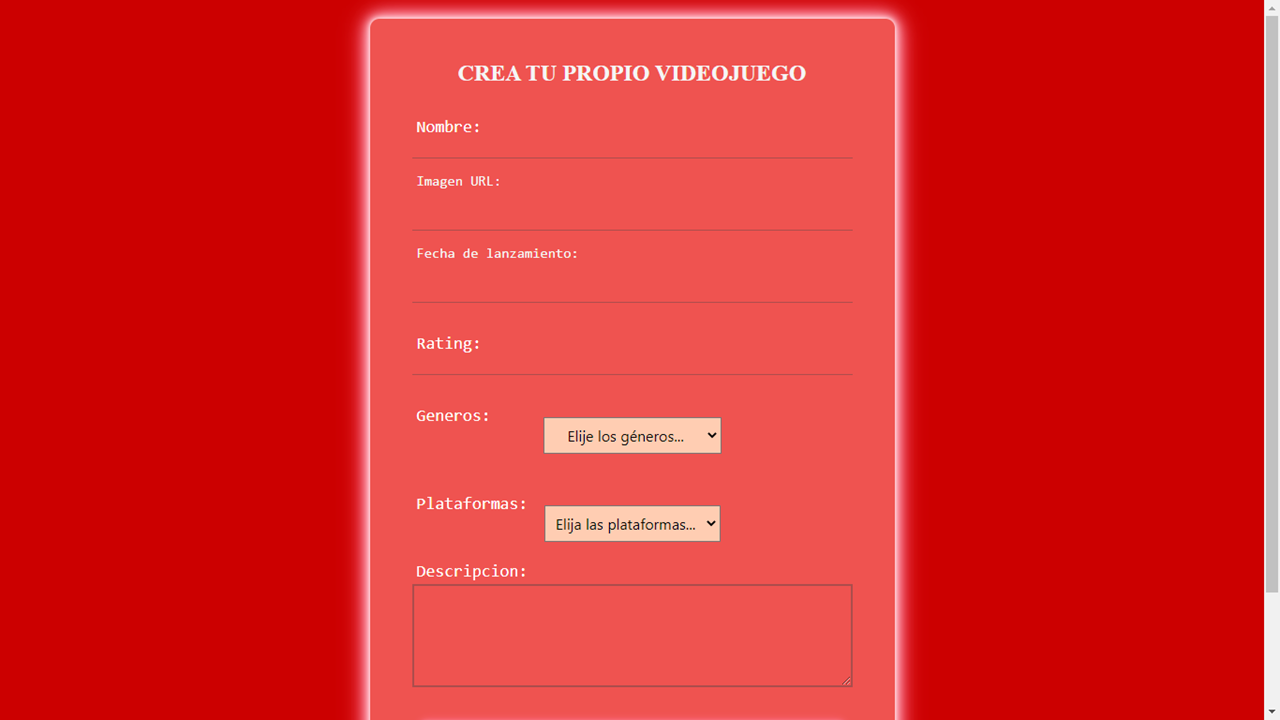 CREA TU PROPIO VIDEOJUEGO
Nombre:
Imagen URL:
Fecha de lanzamiento:
Rating:
Generos:
Elije los géneros...
Plataformas:
Elija las plataformas...
Descripcion: